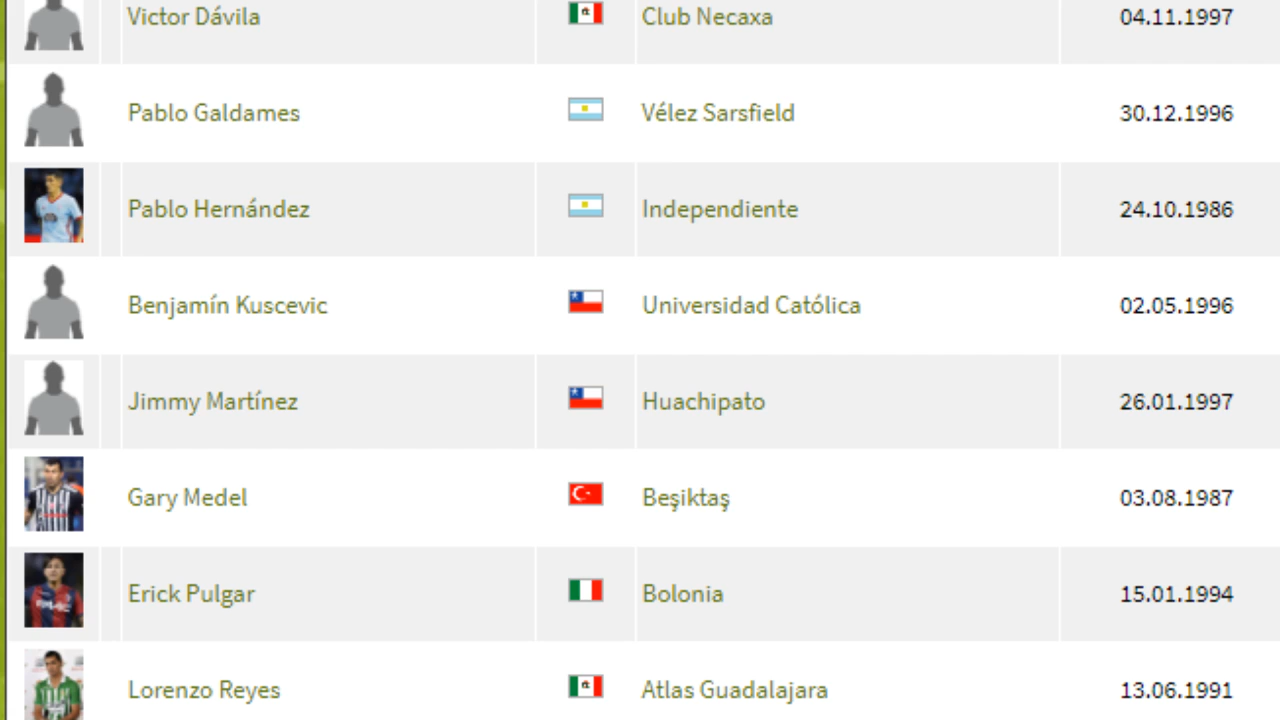 Victor Dávila Club Necaxa 04.11.1997
Pablo Galdames Vélez Sarsfield 30.12.1996
Pablo Hernández Independiente 24.10.1986
Benjamín Kuscevic Universidad Católica 02.05.1996
Jimmy Martínez Huachipato 26.01.1997
Gary Medel Beşiktaş 03.08.1987
Erick Pulgar Bolonia 15.01.1994
Lorenzo Reyes Atlas Guadalajara 13.06.1991